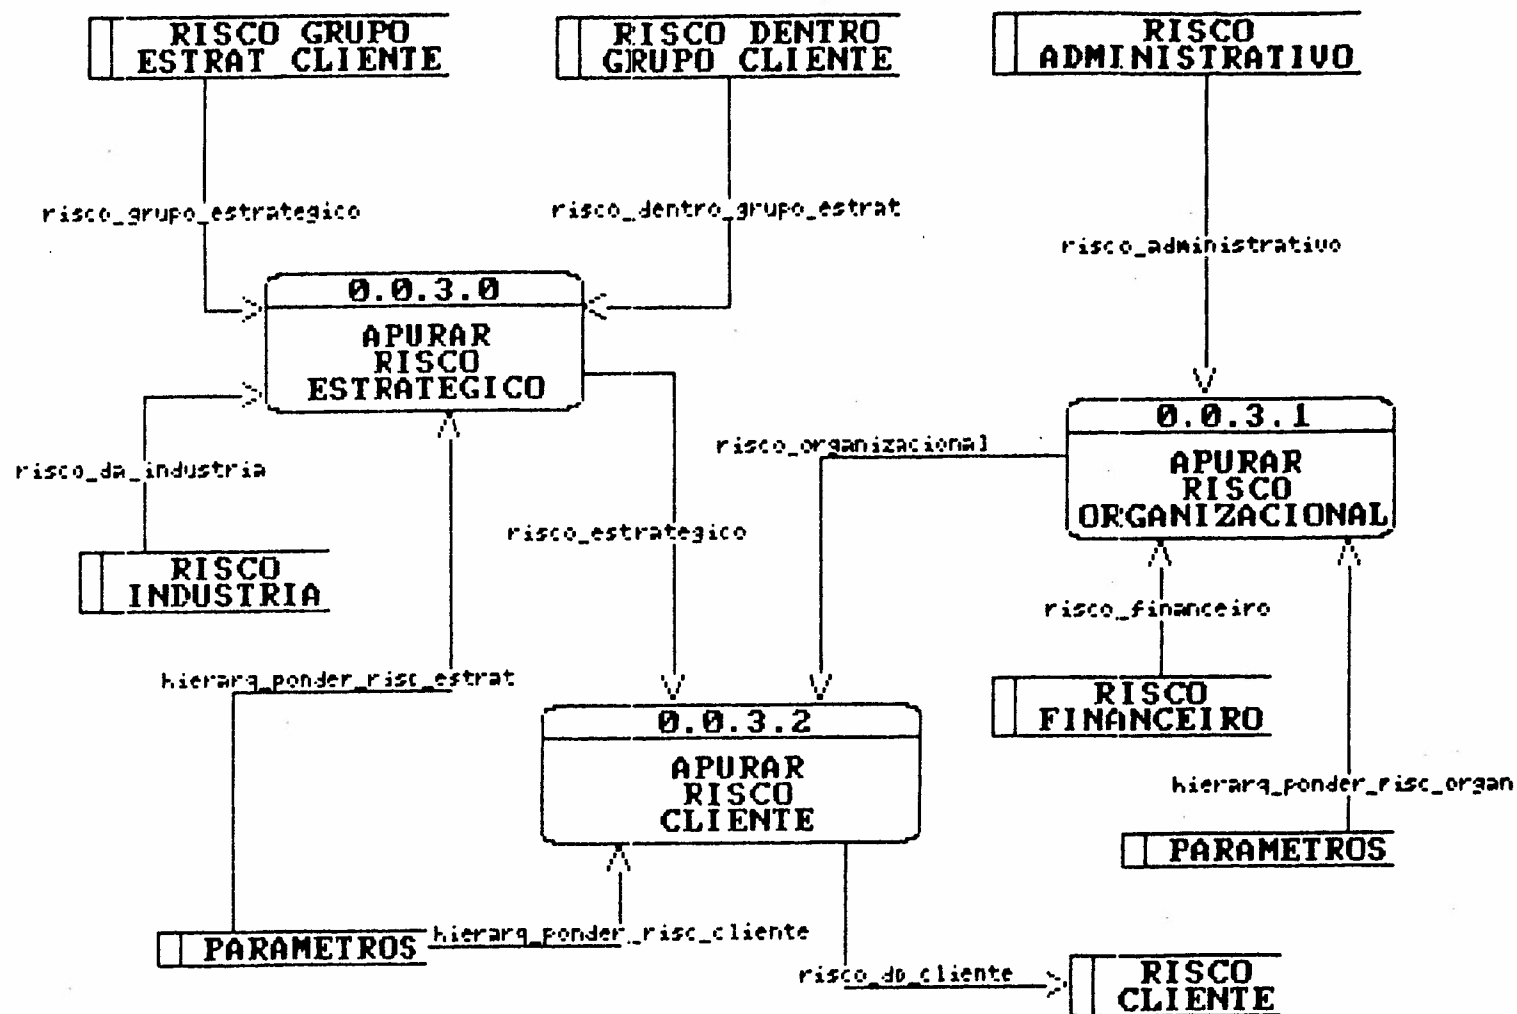 RISCO GRUPO
ESTRAT CLIENTE
RISCO DENTRO
GRUPO CLIENTE
RISCO
ADMINISTRATIVO
risco_grupo_estrategico
risco_dentro_grupo_estrat
risco_administrativo
0.0.3.0
APURAR
RISCO
ESTRATEGICO
0.0.3.1
APURAR
RISCO
ORGANIZACIONAL
risco_organizacional
risco_da_industria
risco_estrategico
RISCO
INDUSTRIA
risco_financeiro
hierarq_ponder_risc_estrat
RISCO
FINANCEIRO
0.0.3.2
APURAR
RISCO
CLIENTE
hierarq_ponder_risc_organ
PARAMETROS
PARAMETROS
hierarq_ponder_risc_cliente
risco_do_cliente
RISCO
CLIENTE